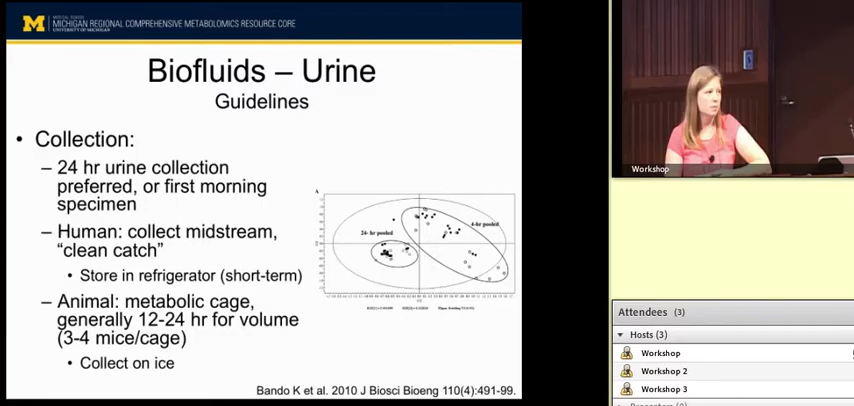 M
MEDICAL SCHOOL
MICHIGAN REGIONAL COMPREHENSIVE METABOLOMICS RESOURCE CORE
UNIVERSITY OF MICHIGAN
Biofluids – Urine
Guidelines
• Collection:
– 24 hr urine collection
preferred, or first morning
specimen
– Human: collect midstream,
“clean catch”
• Store in refrigerator (short-term)
– Animal: metabolic cage,
generally 12-24 hr for volume
(3-4 mice/cage)
• Collect on ice
A
24- hr pooled
4-hr pooled
Bando K et al. 2010 J Biosci Bioeng 110(4):491-99.
Workshop
Attendees (3)
Hosts (3)
Workshop
Workshop 2
Workshop 3